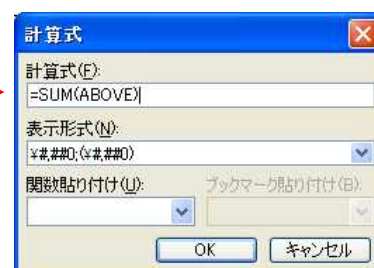 計算式
計算式(F):
=SUM(ABOVE)
表示形式(N):
¥#,##0;(¥#,##0)
関数貼り付け(U): ブックマーク貼り付け(B):
OK キャンセル